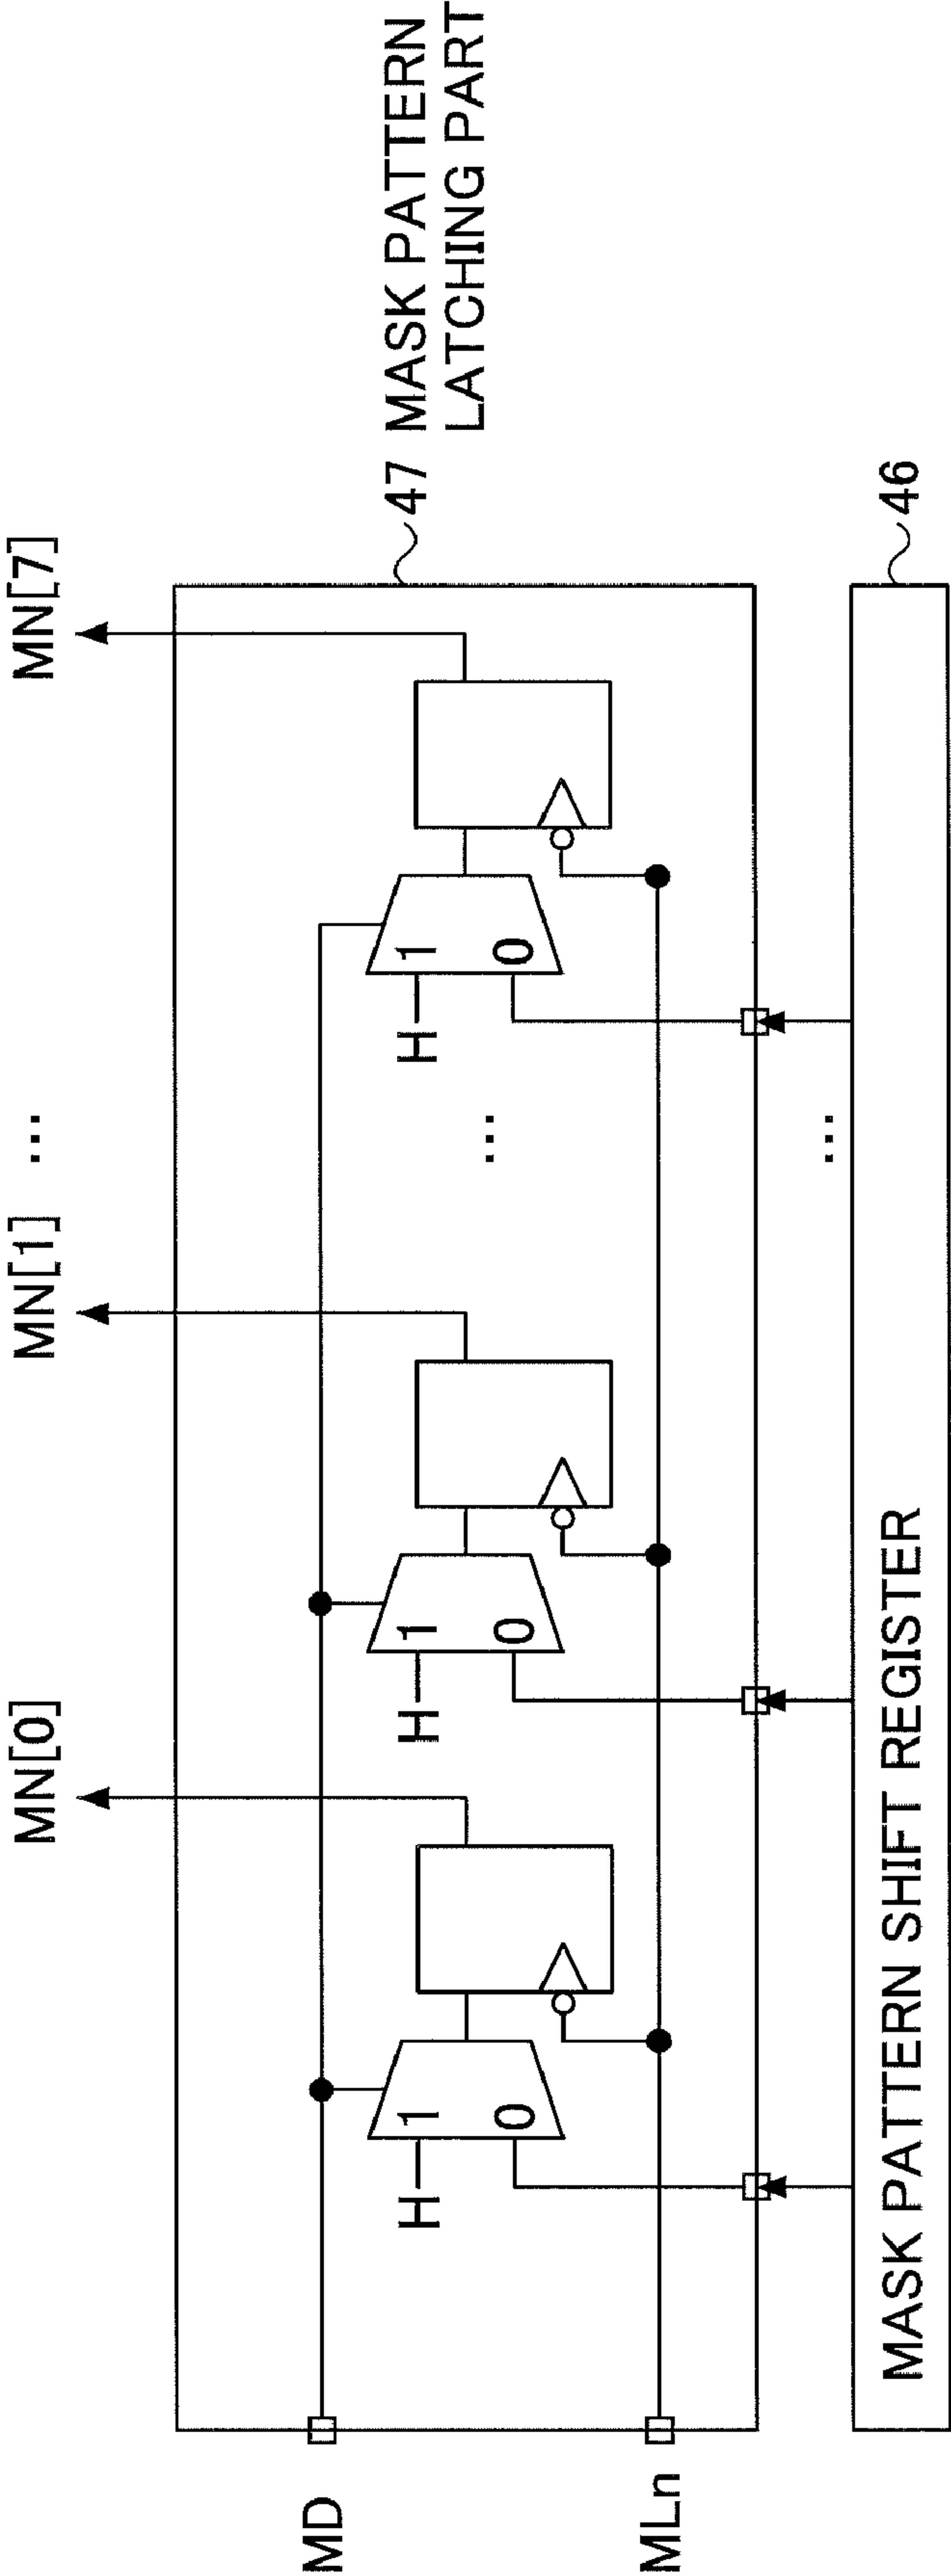 MN[0]
MN[1]
...
MN[7]
MD
H
1
0
H
1
0
...
H
1
0
MLn
47 MASK PATTERN
LATCHING PART
...
MASK PATTERN SHIFT REGISTER
46